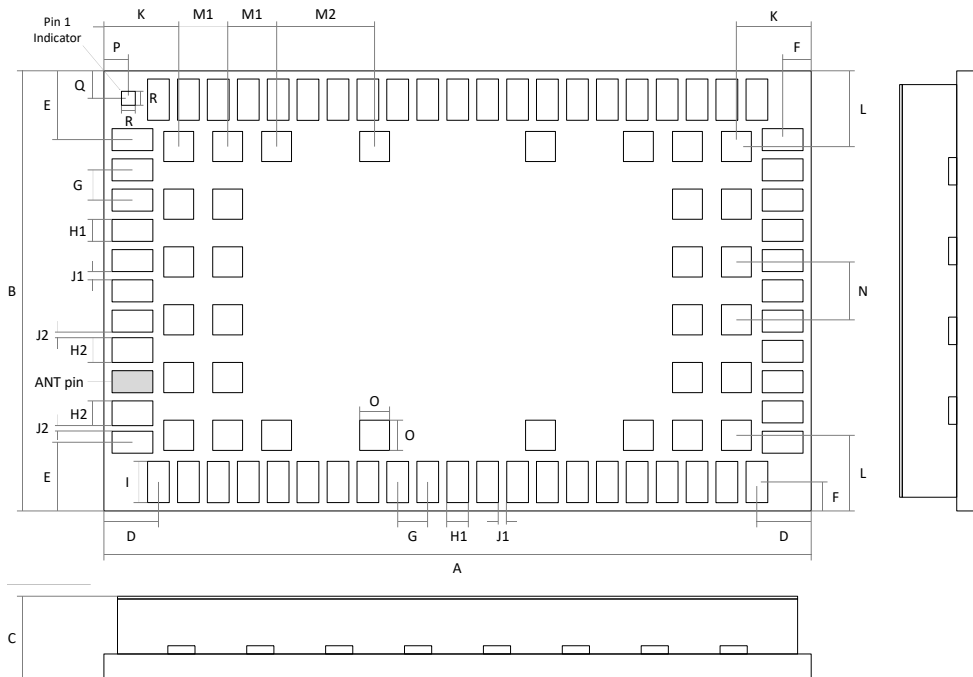 Pin 1
Indicator
K M1 M1 M2 K
P F
Q
E R L
R
G
H1
J1
B N
J2
H2
ANT pin
H2 O
J2 O
E I L
F
D G H1 J1 D
A
C